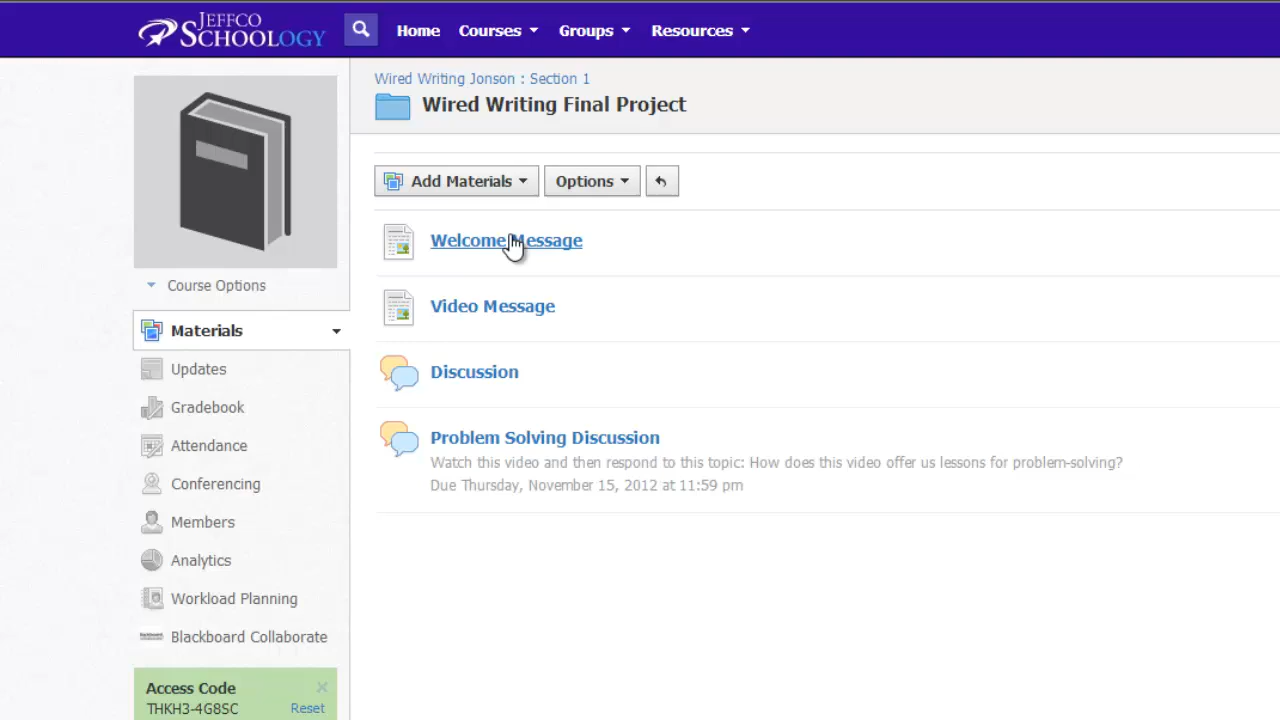 JEFFCO
SCHOOLOGY
Home Courses Groups Resources
Wired Writing Jonson : Section 1
Wired Writing Final Project
Add Materials Options
Welcome Message
Video Message
Discussion
Problem Solving Discussion
Watch this video and then respond to this topic: How does this video offer us lessons for problem-solving?
Due Thursday, November 15, 2012 at 11:59 pm
Course Options
Materials
Updates
Gradebook
Attendance
Conferencing
Members
Analytics
Workload Planning
Blackboard Collaborate
Access Code
THKH3-4G8SC Reset